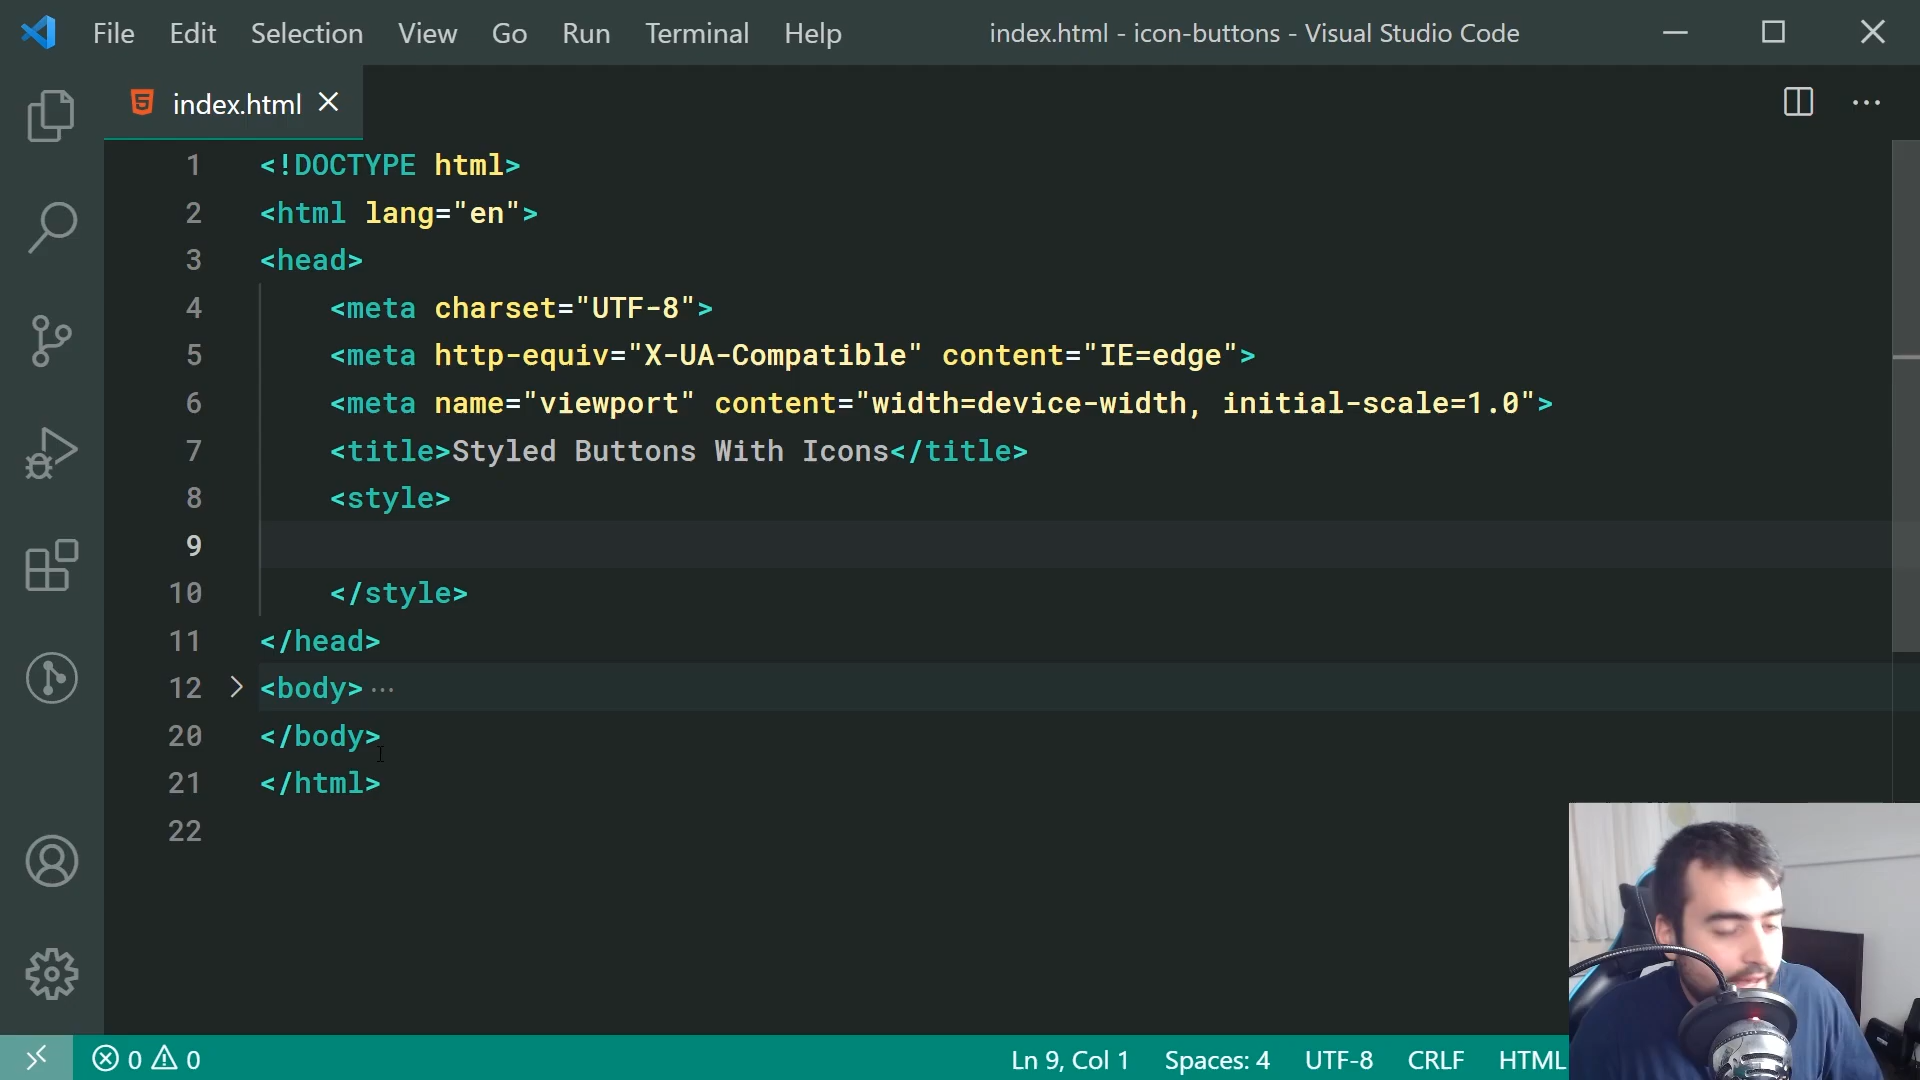 File Edit Selection View Go Run Terminal Help index.html - icon-buttons - Visual Studio Code
index.html
1 <!DOCTYPE html>
2 <html lang="en">
3 <head>
4 <meta charset="UTF-8">
5 <meta http-equiv="X-UA-Compatible" content="IE=edge">
6 <meta name="viewport" content="width=device-width, initial-scale=1.0">
7 <title>Styled Buttons With Icons</title>
8 <style>
9
10 </style>
11 </head>
12 <body> ...
20 </body>
21 </html>
22
0 0 Ln 9, Col 1 Spaces: 4 UTF-8 CRLF HTML